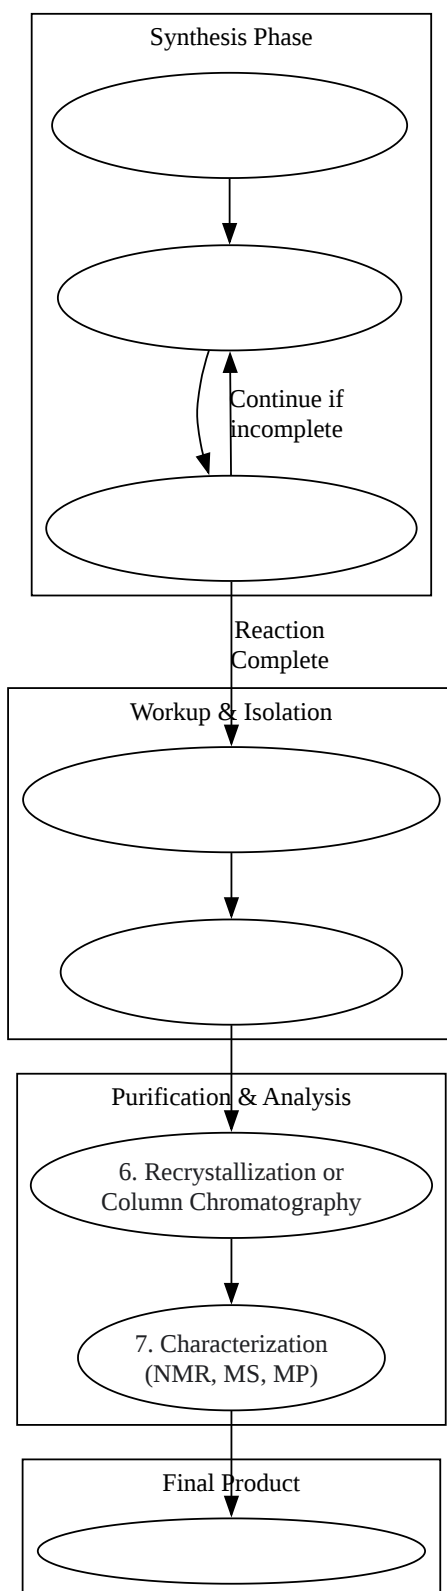 Synthesis Phase
Continue if
incomplete
Reaction
Complete
Workup & Isolation
Purification & Analysis
6. Recrystallization or
Column Chromatography
7. Characterization
(NMR, MS, MP)
Final Product